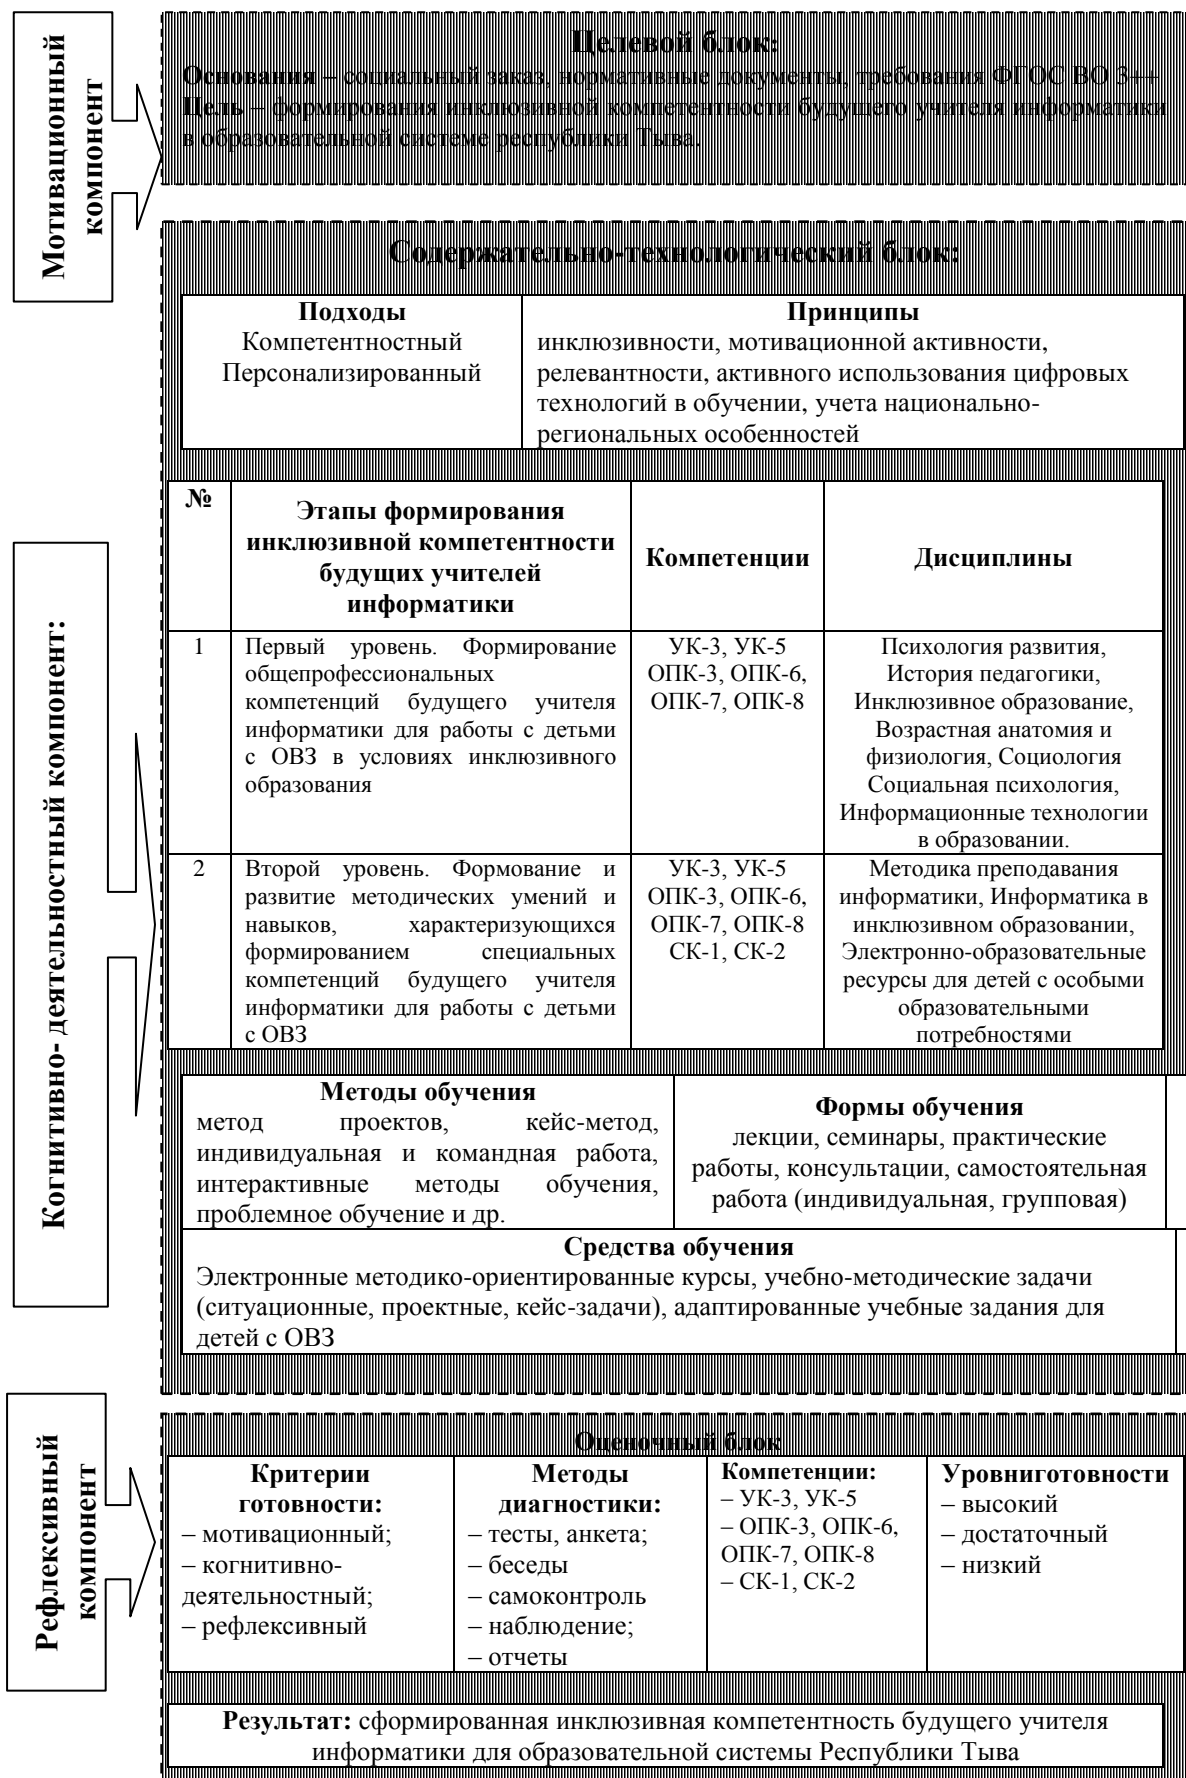 Мотивационный
компонент
Целевой блок:
Основания – социальный заказ, нормативные документы, требования ФГОС ВО 3++
Цель – формирования инклюзивной компетентности будущего учителя информатики
в образовательной системе республики Тыва.
Содержательно-технологический блок:
Подходы
Компетентностный
Персонализированный
Принципы
инклюзивности, мотивационной активности,
релевантности, активного использования цифровых
технологий в обучении, учета национально-
региональных особенностей
Когнитивно- деятельностный компонент:
№
Этапы формирования
инклюзивной компетентности
будущих учителей
информатики
Компетенции
Дисциплины
1
Первый уровень. Формирование
общепрофессиональных
компетенций будущего учителя
информатики для работы с детьми
с ОВЗ в условиях инклюзивного
образования
УК-3, УК-5
ОПК-3, ОПК-6,
ОПК-7, ОПК-8
Психология развития,
История педагогики,
Инклюзивное образование,
Возрастная анатомия и
физиология, Социология
Социальная психология,
Информационные технологии
в образовании.
2
Второй уровень. Формование и
развитие методических умений и
навыков, характеризующихся
формированием специальных
компетенций будущего учителя
информатики для работы с детьми
с ОВЗ
УК-3, УК-5
ОПК-3, ОПК-6,
ОПК-7, ОПК-8
СК-1, СК-2
Методика преподавания
информатики, Информатика в
инклюзивном образовании,
Электронно-образовательные
ресурсы для детей с особыми
образовательными
потребностями
Методы обучения
метод проектов, кейс-метод,
индивидуальная и командная работа,
интерактивные методы обучения,
проблемное обучение и др.
Формы обучения
лекции, семинары, практические
работы, консультации, самостоятельная
работа (индивидуальная, групповая)
Средства обучения
Электронные методико-ориентированные курсы, учебно-методические задачи
(ситуационные, проектные, кейс-задачи), адаптированные учебные задания для
детей с ОВЗ
Рефлексивный
компонент
Оценочный блок
Критерии
готовности:
– мотивационный;
– когнитивно-
деятельностный;
– рефлексивный
Методы
диагностики:
– тесты, анкета;
– беседы
– самоконтроль
– наблюдение;
– отчеты
Компетенции:
– УК-3, УК-5
– ОПК-3, ОПК-6,
ОПК-7, ОПК-8
– СК-1, СК-2
Уровниготовности
– высокий
– достаточный
– низкий
Результат: сформированная инклюзивная компетентность будущего учителя
информатики для образовательной системы Республики Тыва